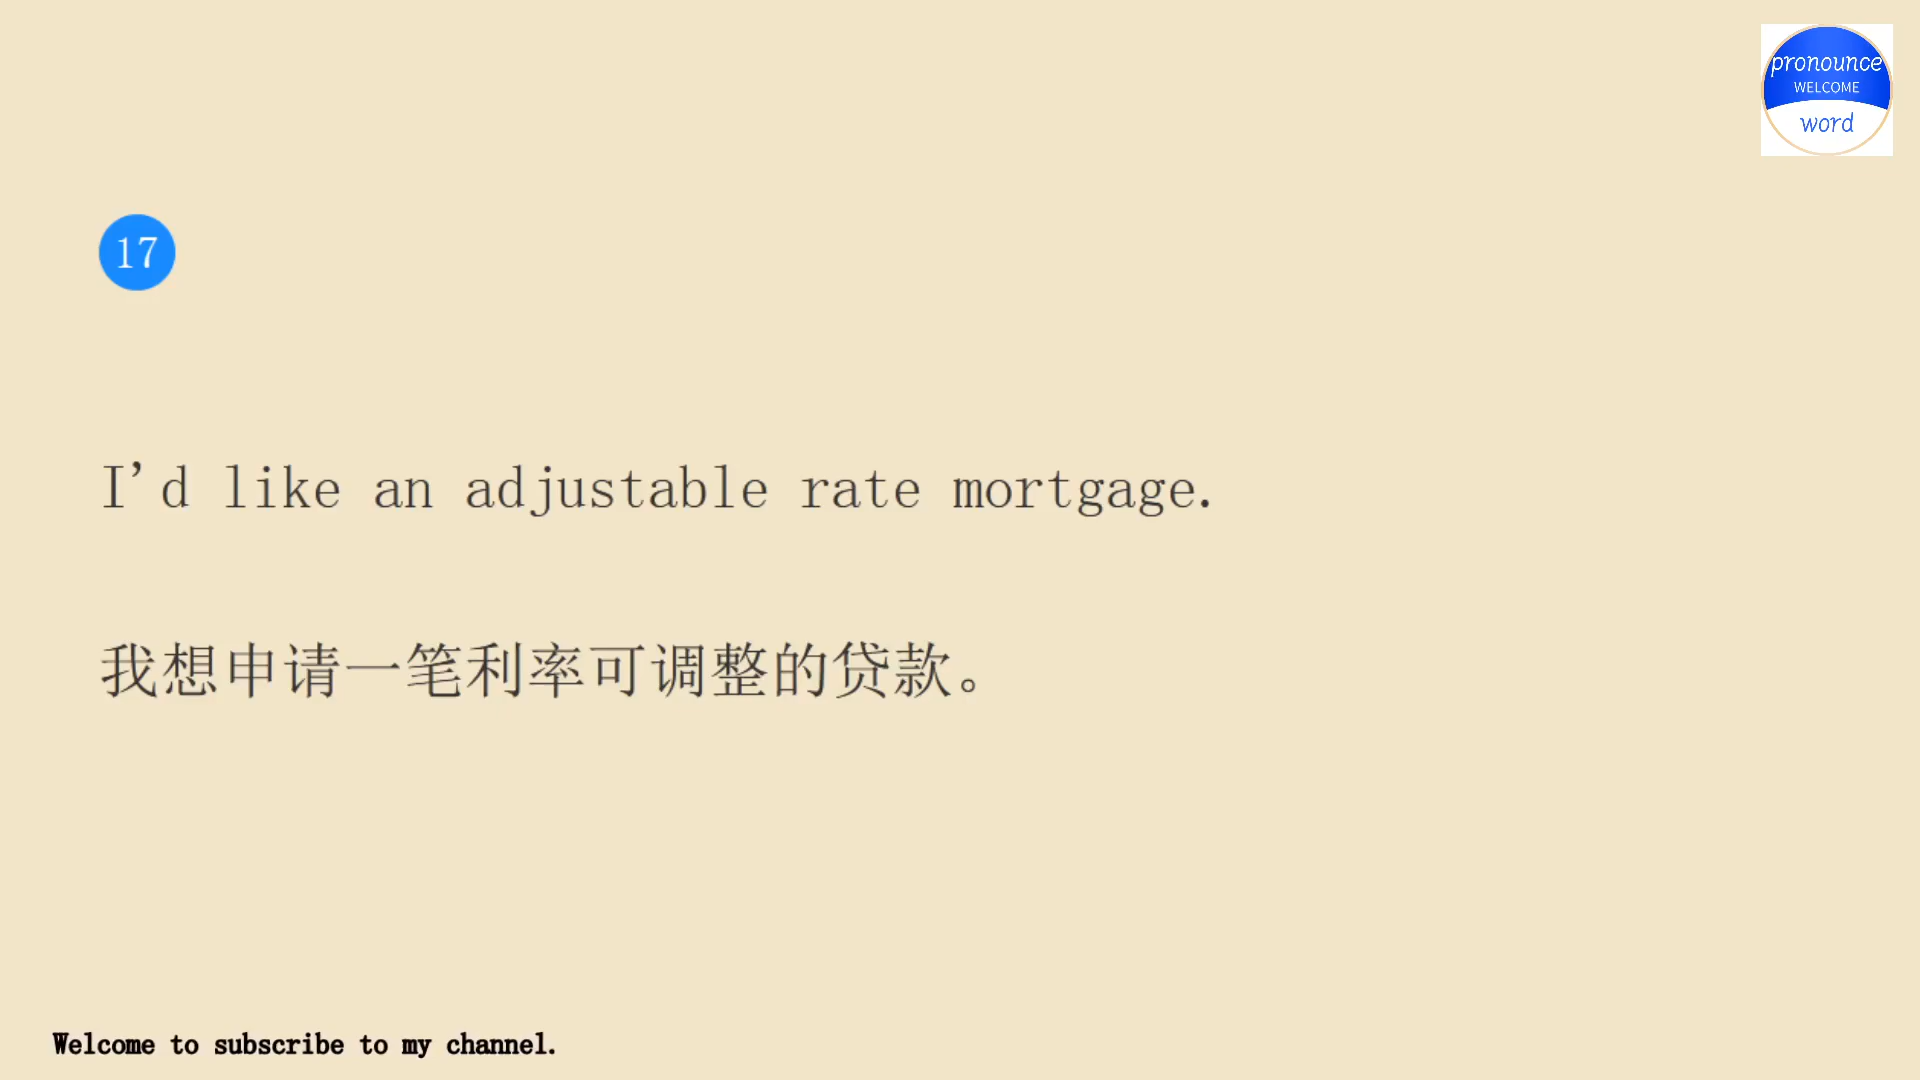 pronounce
WELCOME
word
17
I'd like an adjustable rate mortgage.
我想申请一笔利率可调整的贷款。
Welcome to subscribe to my channel.